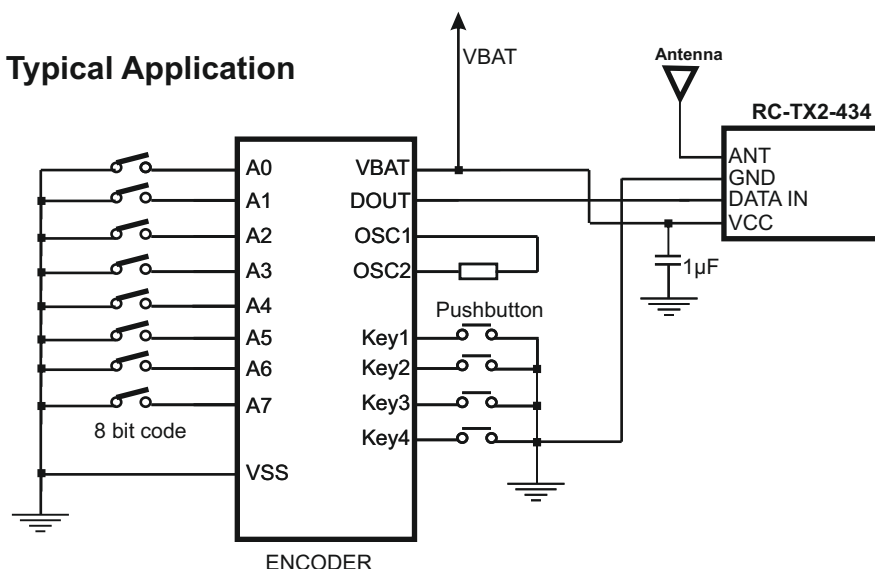 Typical Application
VBAT
Antenna
RC-TX2-434
ANT
GND
DATA IN
VCC
1µF
A0
A1
A2
A3
A4
A5
A6
A7
VSS
8 bit code
VBAT
DOUT
OSC1
OSC2
Pushbutton
Key1
Key2
Key3
Key4
ENCODER